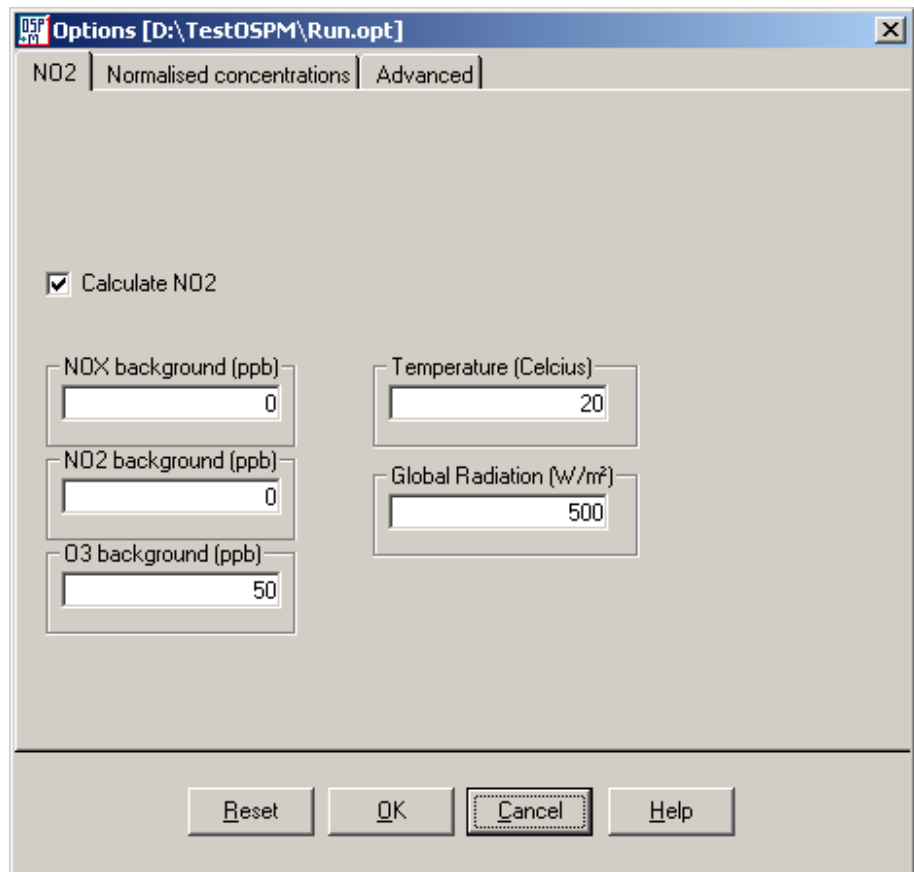 OSP
M
Options [D:\TestOSPM\Run.opt]
NO2 Normalised concentrations Advanced
Calculate NO2
NOX background (ppb)
0
Temperature (Celcius)
20
NO2 background (ppb)
0
Global Radiation (W/m²)
500
O3 background (ppb)
50
Reset OK Cancel Help